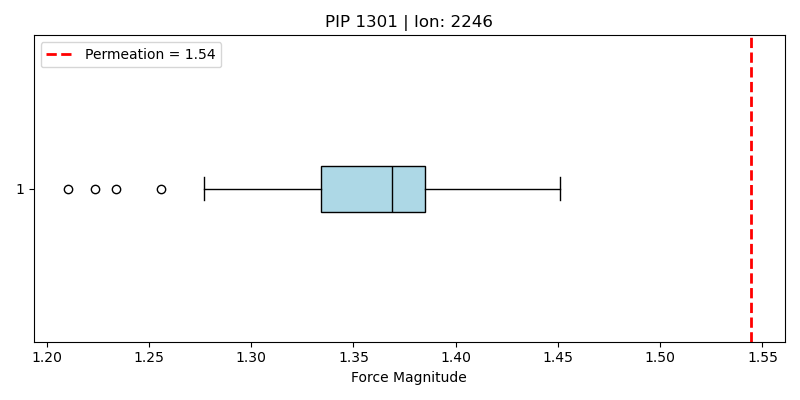 PIP 1301 | Ion: 2246
Permeation = 1.54
1
1.20 1.25 1.30 1.35 1.40 1.45 1.50 1.55
Force Magnitude